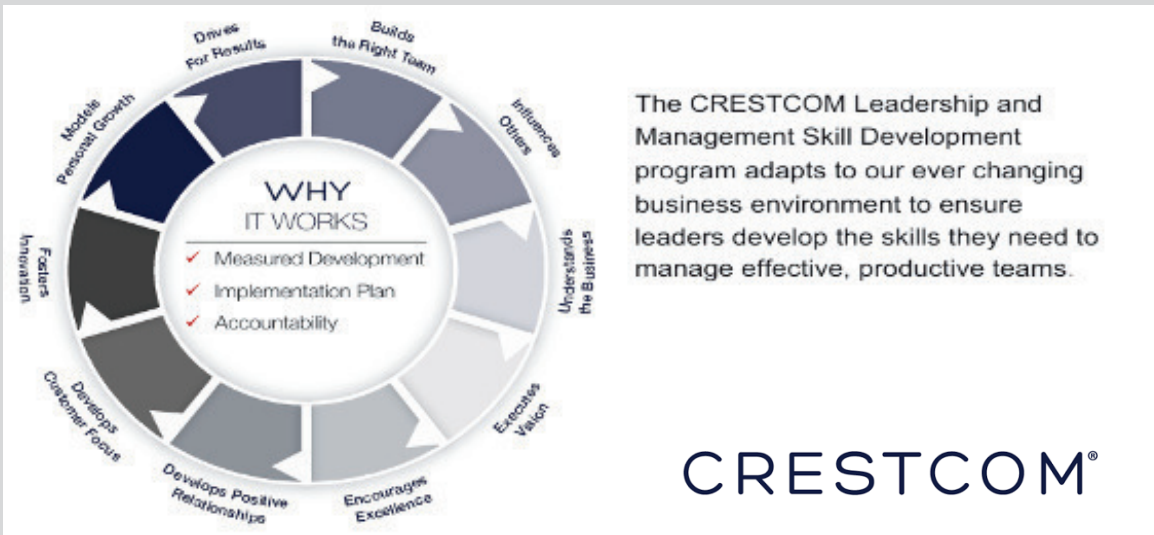 Drives
For Results
Builds
the Right Team
Influences
Others
Understands
the Business
Executes
Vision
Encourages
Excellence
Develops Positive
Relationships
Develops
Customer Focus
Fosters
Innovation
Models
Personal Growth
WHY
IT WORKS
✓ Measured Development
✓ Implementation Plan
✓ Accountability
The CRESTCOM Leadership and
Management Skill Development
program adapts to our ever changing
business environment to ensure
leaders develop the skills they need to
manage effective, productive teams.
CRESTCOM®